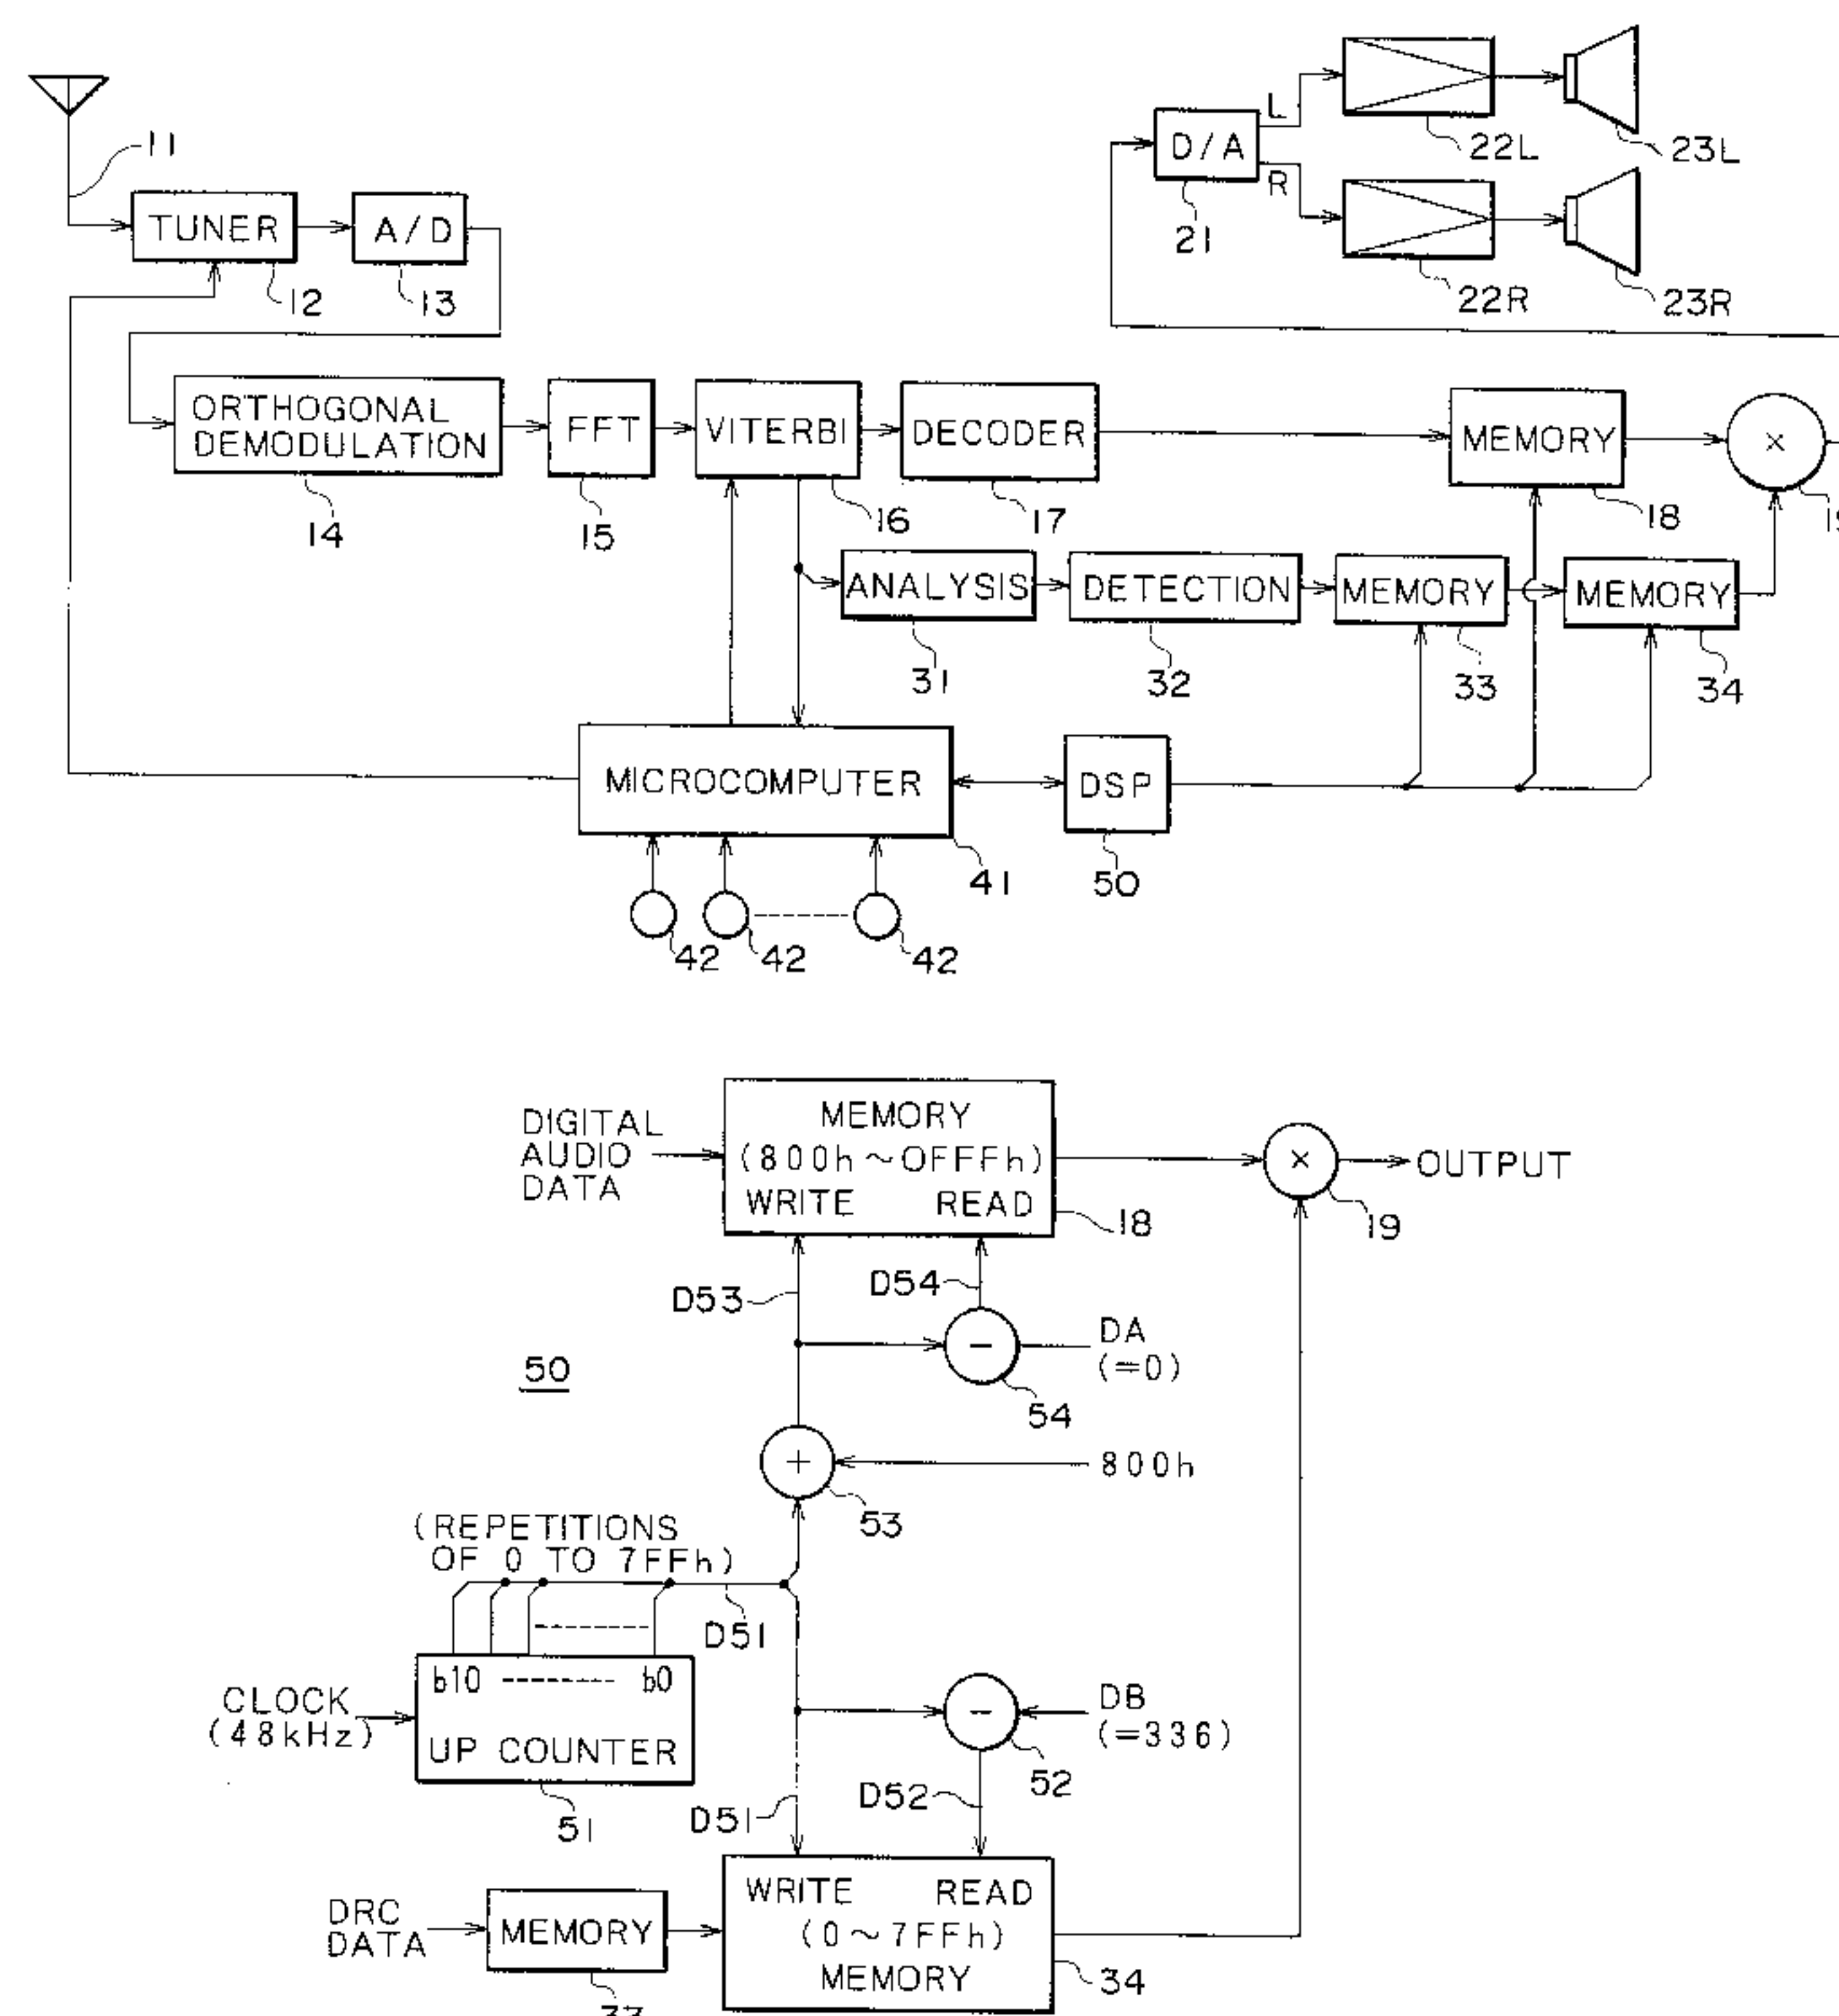 11
TUNER
12
A/D
13
D/A
21
L
R
22L
23L
22R
23R
ORTHOGONAL
DEMODULATION
14
FFT
15
VITERBI
16
DECODER
17
MEMORY
18
×
ANALYSIS
31
DETECTION
32
MEMORY
33
MEMORY
34
MICROCOMPUTER
41
DSP
50
42
42
42
DIGITAL
AUDIO
DATA
MEMORY
(800h~0FFFh)
WRITE READ
18
×
19
OUTPUT
D53
D54
-
DA
(=0)
54
50
+
800h
53
(REPETITIONS
OF 0 TO 7FFh)
D51
CLOCK
(48kHz)
b10 b0
UP COUNTER
51
-
DB
(=336)
52
D51
D52
DRC
DATA
MEMORY
WRITE READ
(0~7FFh)
MEMORY
34